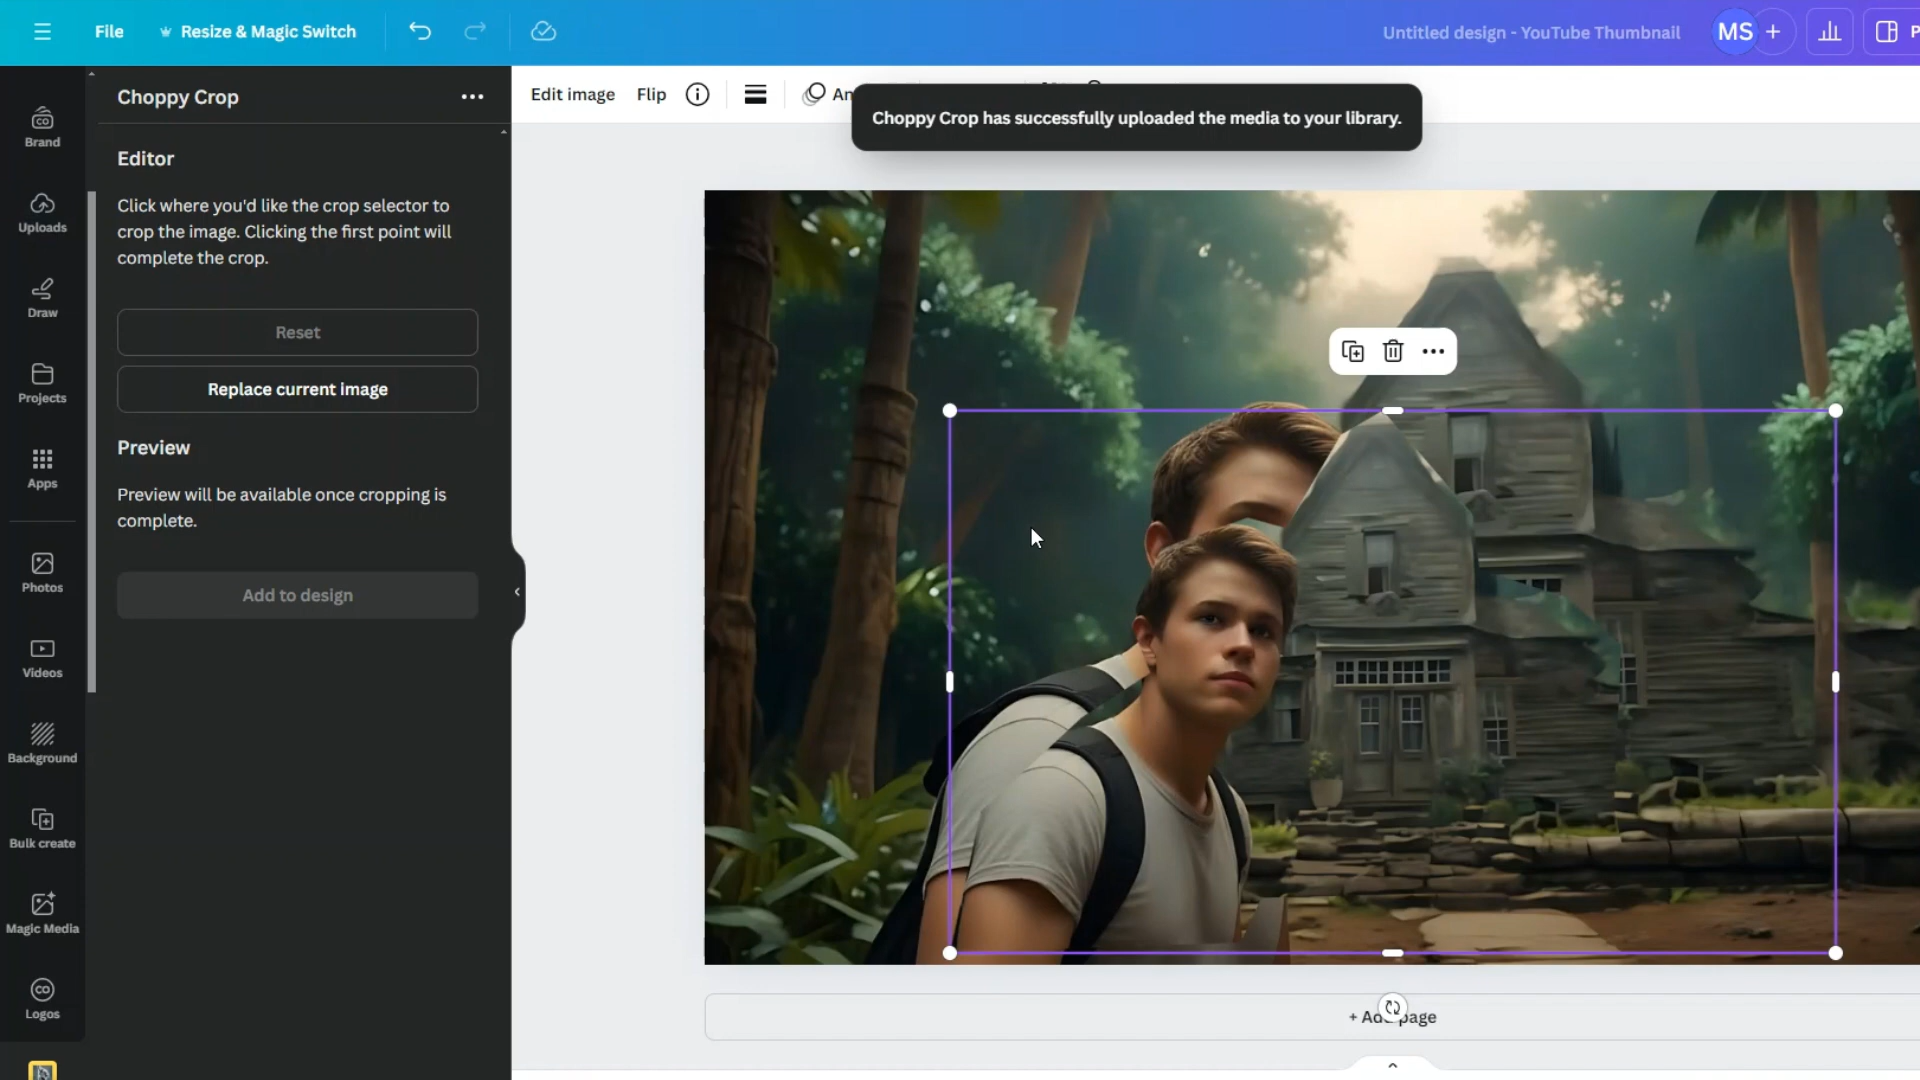 File
Resize & Magic Switch
Untitled design - YouTube Thumbnail
MS
+
P
Choppy Crop
Edit image
Flip
An
Choppy Crop has successfully uploaded the media to your library.
Brand
Uploads
Draw
Projects
Apps
Photos
Videos
Background
Bulk create
Magic Media
Logos
Editor
Click where you'd like the crop selector to
crop the image. Clicking the first point will
complete the crop.
Reset
Replace current image
Preview
Preview will be available once cropping is
complete.
Add to design
+ Add page